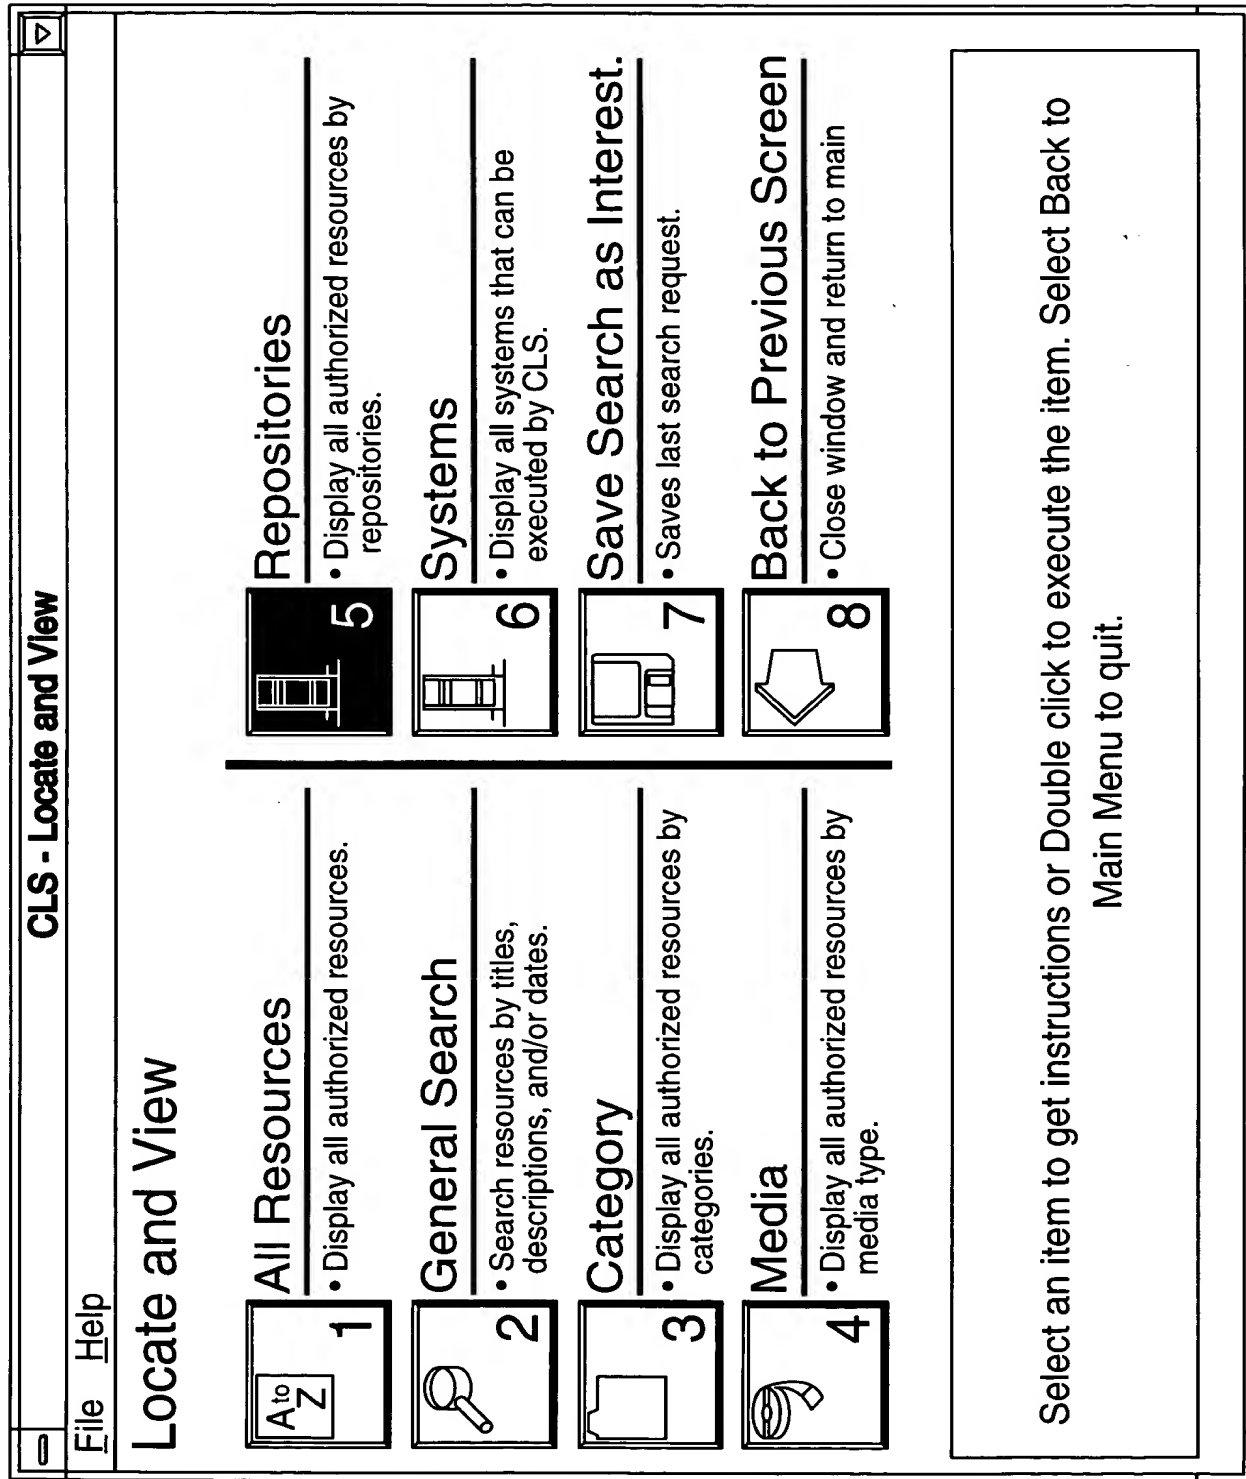 CLS - Locate and View
File Help
Locate and View
A to
Z
1
All Resources
• Display all authorized resources.
2
General Search
• Search resources by titles,
descriptions, and/or dates.
3
Category
• Display all authorized resources by
categories.
4
Media
• Display all authorized resources by
media type.
5
Repositories
• Display all authorized resources by
repositories.
6
Systems
• Display all systems that can be
executed by CLS.
7
Save Search as Interest.
• Saves last search request.
8
Back to Previous Screen
• Close window and return to main
Select an item to get instructions or Double click to execute the item. Select Back to
Main Menu to quit.